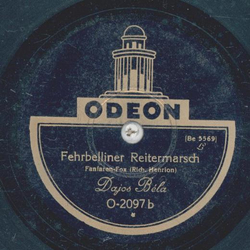 ODEON
(Be 5569)
Fehrbelliner Reitermarsch
Fanfaren-Fox (Rich. Henrion)
Dajos Béla
O-2097 b